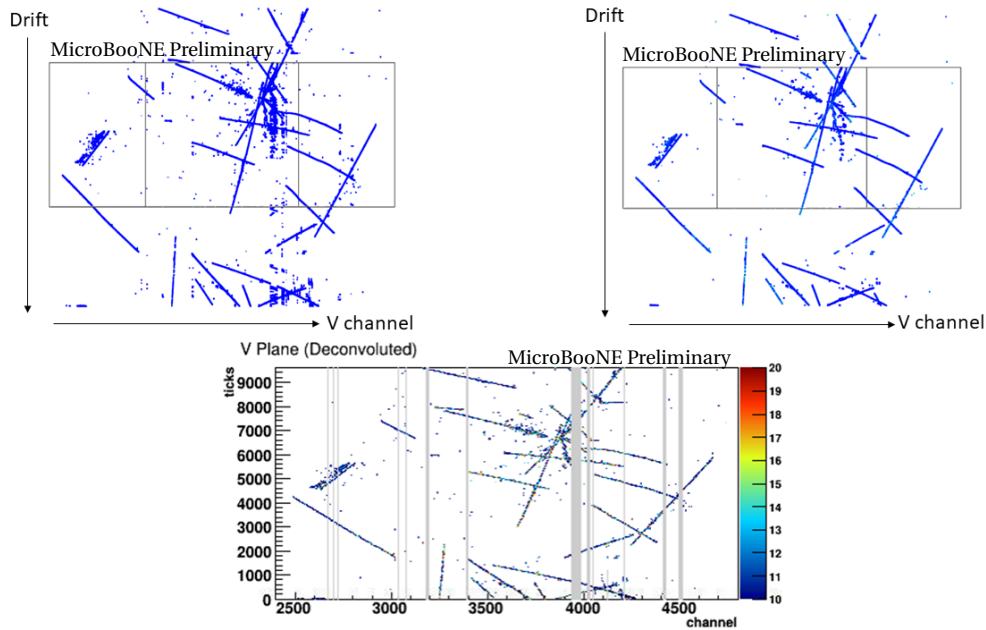 Drift
MicroBooNE Preliminary
V channel
Drift
MicroBooNE Preliminary
V channel
V Plane (Deconvoluted)
MicroBooNE Preliminary
ticks
9000
8000
7000
6000
5000
4000
3000
2000
1000
0
2500 3000 3500 4000 4500
channel
20
19
18
17
16
15
14
13
12
11
10